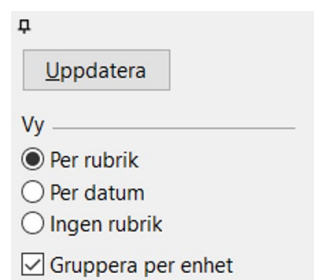 Uppdatera
Vy
Per rubrik
Per datum
Ingen rubrik
Gruppera per enhet